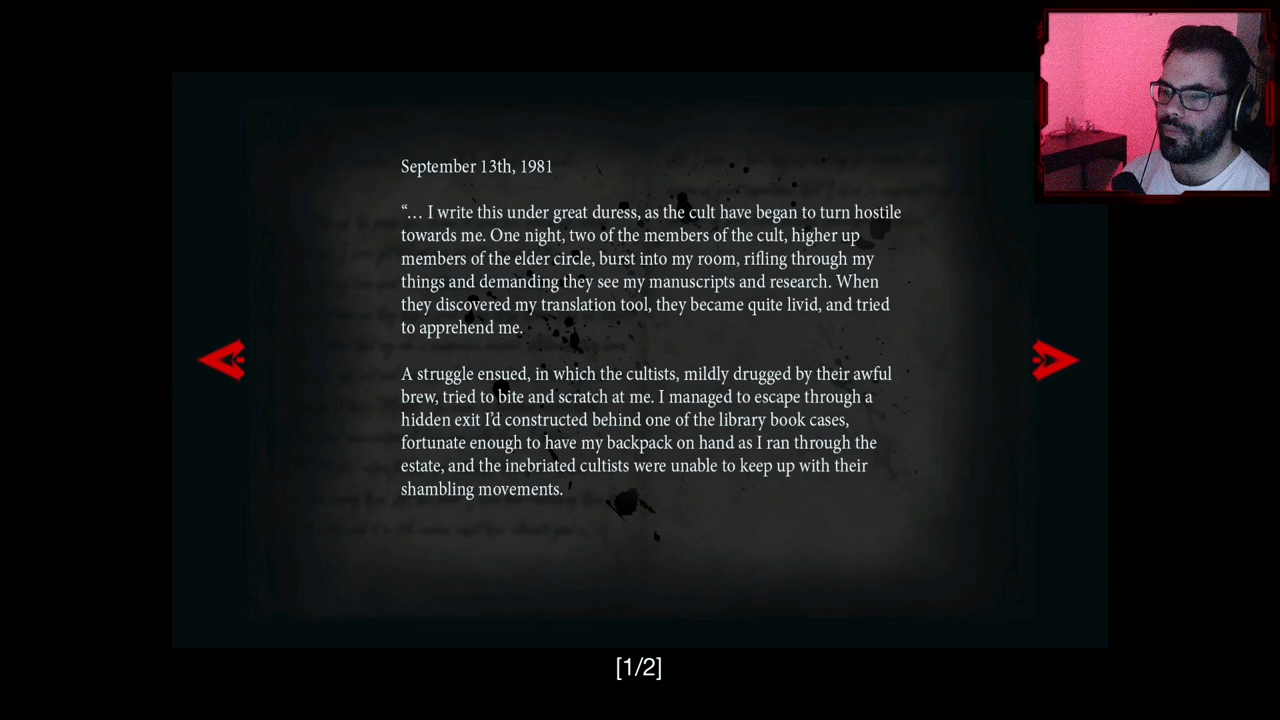 September 13th, 1981
“… I write this under great duress, as the cult have began to turn hostile
towards me. One night, two of the members of the cult, higher up
members of the elder circle, burst into my room, rifling through my
things and demanding they see my manuscripts and research. When
they discovered my translation tool, they became quite livid, and tried
to apprehend me.
A struggle ensued, in which the cultists, mildly drugged by their awful
brew, tried to bite and scratch at me. I managed to escape through a
hidden exit I’d constructed behind one of the library book cases,
fortunate enough to have my backpack on hand as I ran through the
estate, and the inebriated cultists were unable to keep up with their
shambling movements.
[1/2]